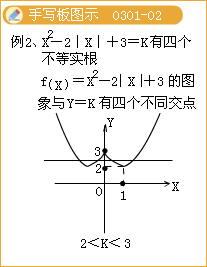 手写板图示 0301-02
例2、X²－2｜X｜＋3＝K有四个
不等实根
f(X)＝X²－2｜X｜＋3 的图
象与Y＝K 有四个不同交点
Y
3
2
0
1
X
2＜K＜3